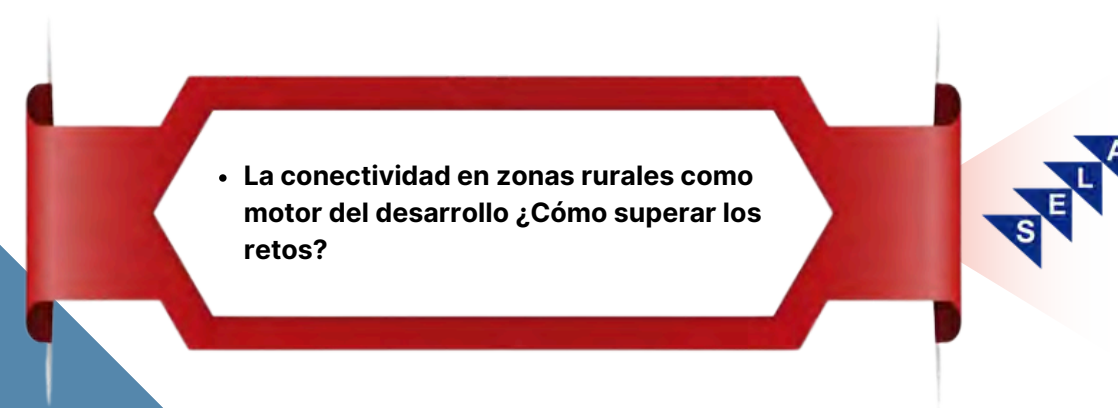 • La conectividad en zonas rurales como
motor del desarrollo ¿Cómo superar los
retos?
SELA